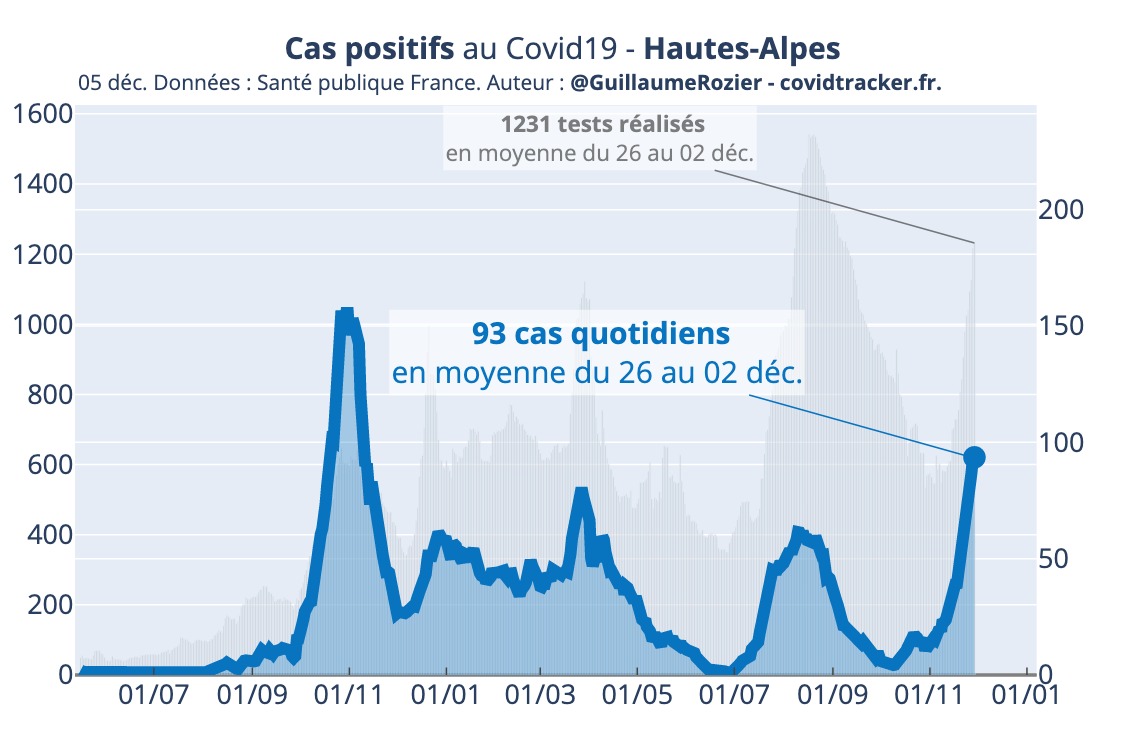 Cas positifs au Covid19 - Hautes-Alpes
05 déc. Données : Santé publique France. Auteur : @GuillaumeRozier - covidtracker.fr.
1600
1231 tests réalisés
en moyenne du 26 au 02 déc.
1400
200
1200
1000
150
93 cas quotidiens
en moyenne du 26 au 02 déc.
800
100
600
400
50
200
0
0
01/07 01/09 01/11 01/01 01/03 01/05 01/07 01/09 01/11 01/01